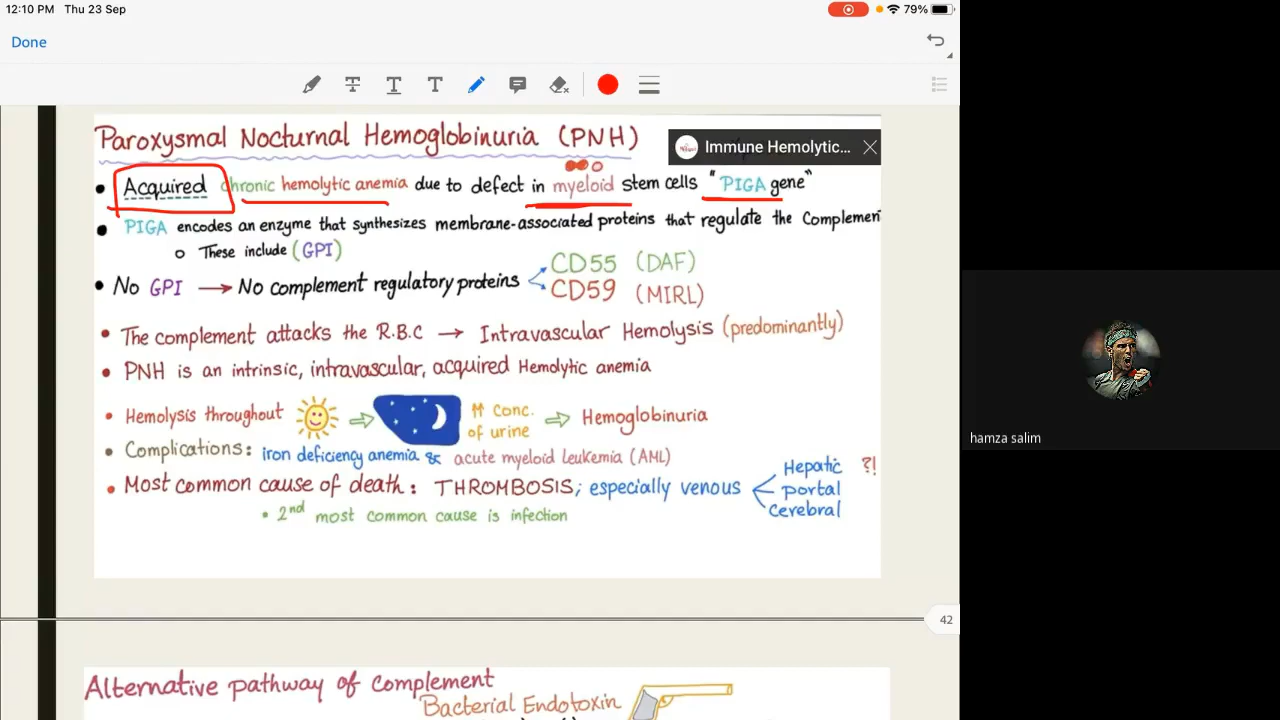 12:10 PM Thu 23 Sep
79%
Done
Paroxysmal Nocturnal Hemoglobinuria (PNH)
Immune Hemolytic...
Acquired chronic hemolytic anemia due to defect in myeloid stem cells "PIGA gene"
PIGA encodes an enzyme that synthesizes membrane-associated proteins that regulate the Complemen
These include (GPI)
No GPI → No complement regulatory proteins
CD55 (DAF)
CD59 (MIRL)
The complement attacks the R.B.C → Intravascular Hemolysis (predominantly)
PNH is an intrinsic, intravascular, acquired Hemolytic anemia
Hemolysis throughout
⇈ Conc. of urine
Hemoglobinuria
Complications: iron deficiency anemia & acute myeloid Leukemia (AML)
Most common cause of death: THROMBOSIS; especially venous
Hepatic ?!
portal
cerebral
2nd most common cause is infection
42
Alternative pathway of complement
Bacterial Endotoxin
hamza salim